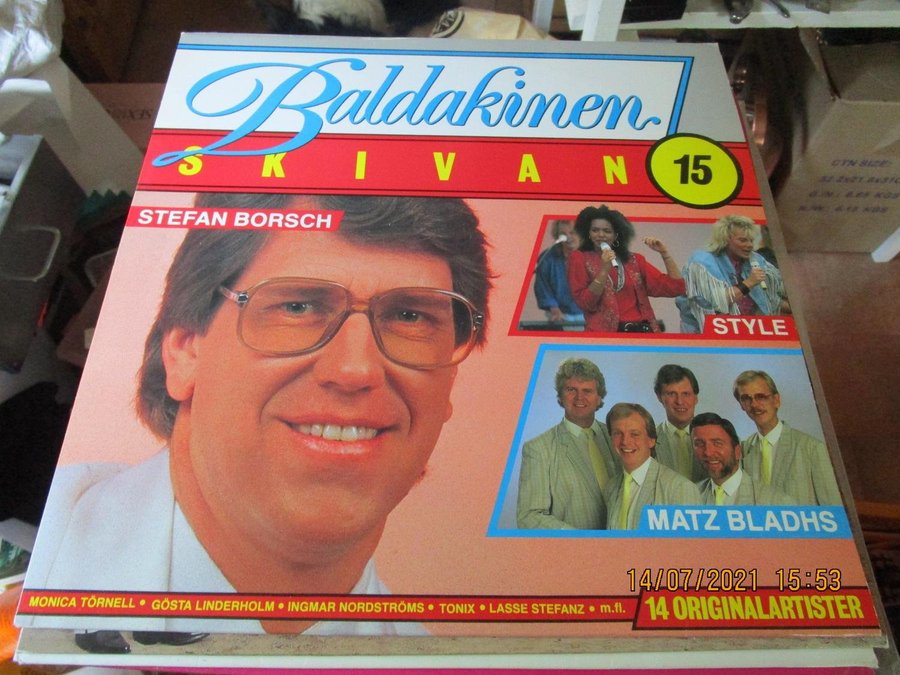 Baldakinen
SKIVAN 15
STEFAN BORSCH
STYLE
MATZ BLADHS
MONICA TÖRNELL • GÖSTA LINDERHOLM • INGMAR NORDSTRÖMS • TONIX • LASSE STEFANZ • m.fl.
14 ORIGINALARTISTER
14/07/2021 15:53